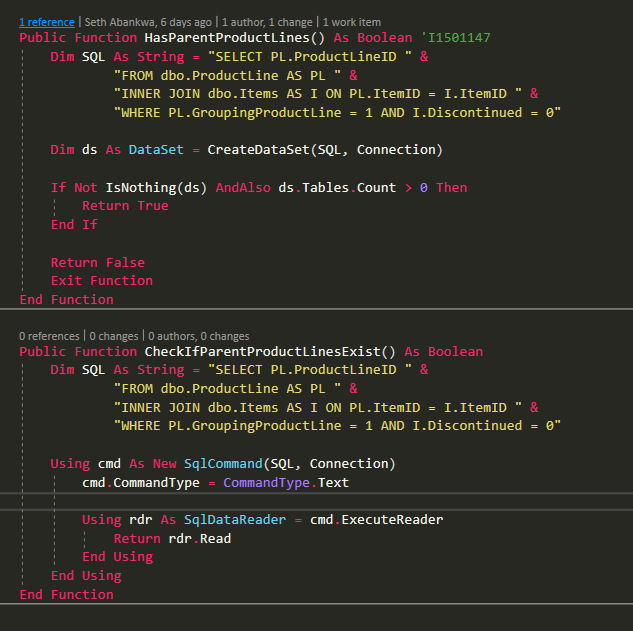 1 reference | Seth Abankwa, 6 days ago | 1 author, 1 change | 1 work item
Public Function HasParentProductLines() As Boolean 'I1501147
Dim SQL As String = "SELECT PL.ProductLineID " &
"FROM dbo.ProductLine AS PL " &
"INNER JOIN dbo.Items AS I ON PL.ItemID = I.ItemID " &
"WHERE PL.GroupingProductLine = 1 AND I.Discontinued = 0"
Dim ds As DataSet = CreateDataSet(SQL, Connection)
If Not IsNothing(ds) AndAlso ds.Tables.Count > 0 Then
Return True
End If
Return False
Exit Function
End Function
0 references | 0 changes | 0 authors, 0 changes
Public Function CheckIfParentProductLinesExist() As Boolean
Dim SQL As String = "SELECT PL.ProductLineID " &
"FROM dbo.ProductLine AS PL " &
"INNER JOIN dbo.Items AS I ON PL.ItemID = I.ItemID " &
"WHERE PL.GroupingProductLine = 1 AND I.Discontinued = 0"
Using cmd As New SqlCommand(SQL, Connection)
cmd.CommandType = CommandType.Text
Using rdr As SqlDataReader = cmd.ExecuteReader
Return rdr.Read
End Using
End Using
End Function